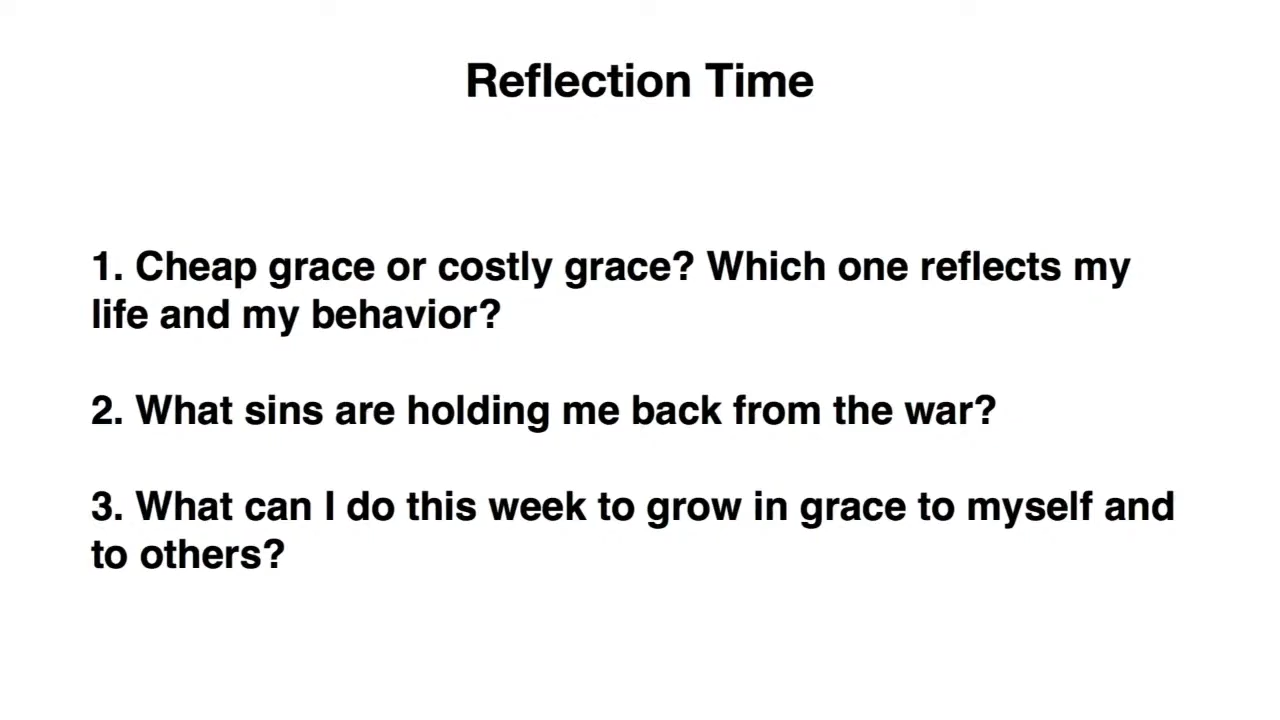 Reflection Time
1. Cheap grace or costly grace? Which one reflects my
life and my behavior?
2. What sins are holding me back from the war?
3. What can I do this week to grow in grace to myself and
to others?